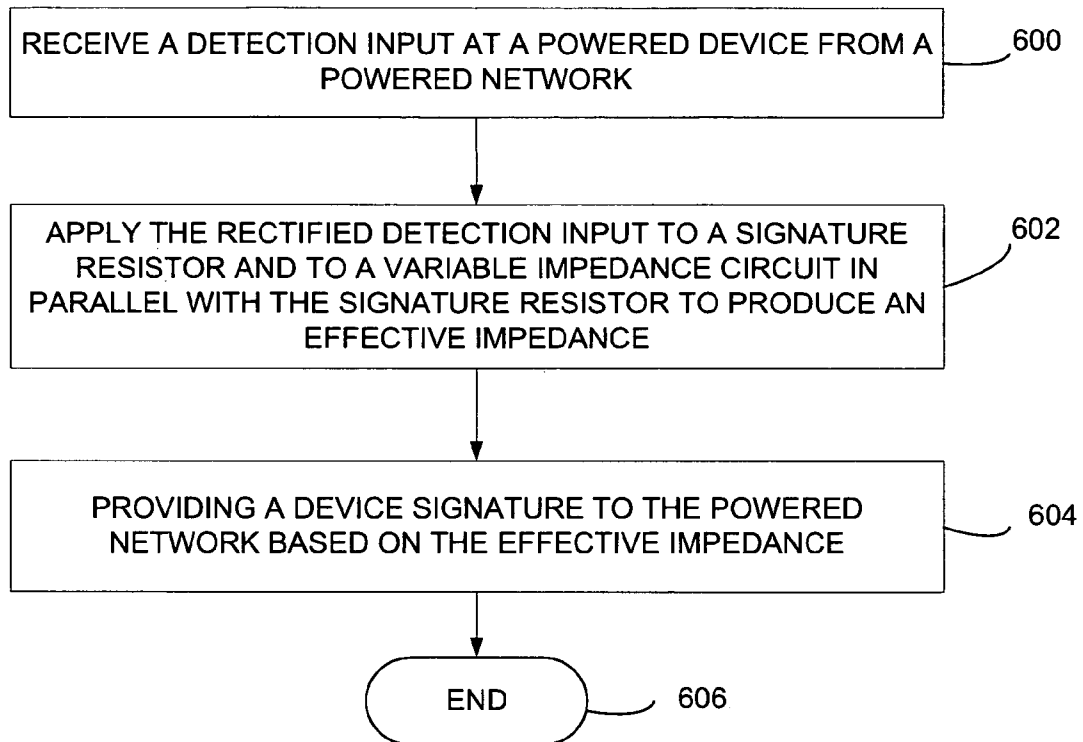 RECEIVE A DETECTION INPUT AT A POWERED DEVICE FROM A
POWERED NETWORK
600
APPLY THE RECTIFIED DETECTION INPUT TO A SIGNATURE
RESISTOR AND TO A VARIABLE IMPEDANCE CIRCUIT IN
PARALLEL WITH THE SIGNATURE RESISTOR TO PRODUCE AN
EFFECTIVE IMPEDANCE
602
PROVIDING A DEVICE SIGNATURE TO THE POWERED
NETWORK BASED ON THE EFFECTIVE IMPEDANCE
604
END
606